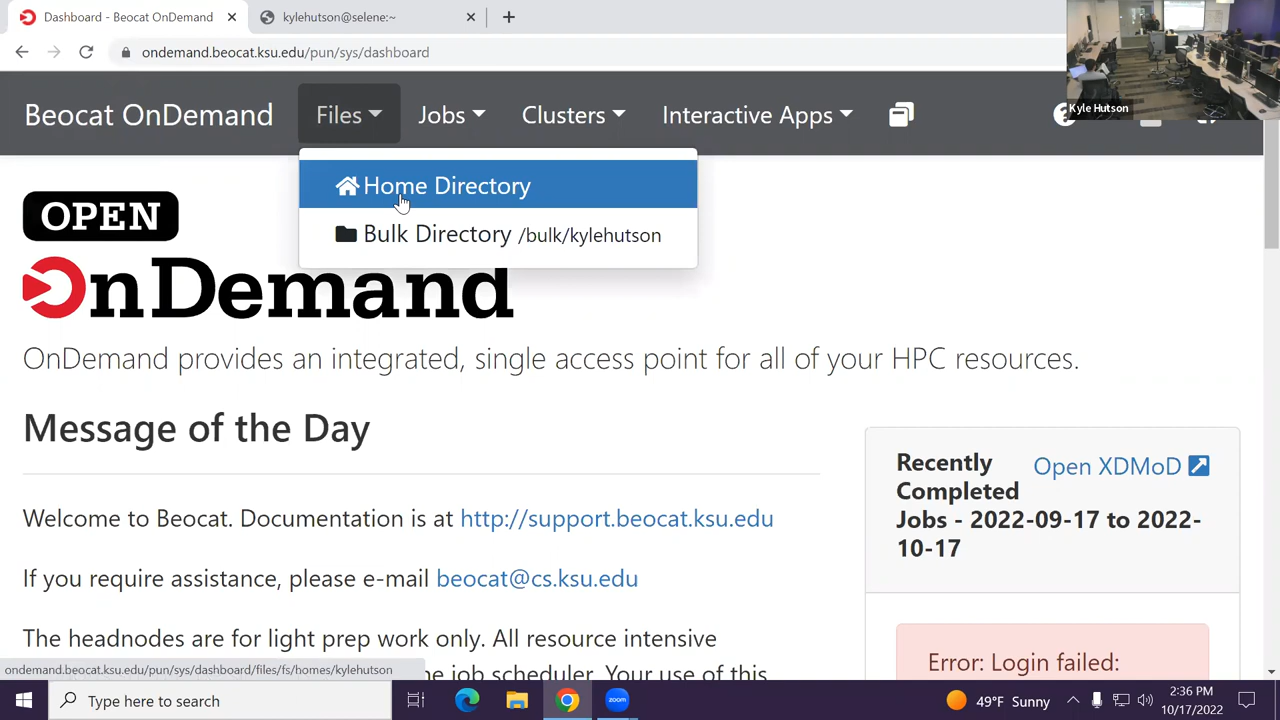 Dashboard - Beocat OnDemand
kylehutson@selene:~
ondemand.beocat.ksu.edu/pun/sys/dashboard
Kyle Hutson
Beocat OnDemand Files Jobs Clusters Interactive Apps
Home Directory
Bulk Directory /bulk/kylehutson
OPEN
OnDemand
OnDemand provides an integrated, single access point for all of your HPC resources.
Message of the Day
Welcome to Beocat. Documentation is at http://support.beocat.ksu.edu
If you require assistance, please e-mail beocat@cs.ksu.edu
The headnodes are for light prep work only. All resource intensive
e job scheduler. Your use of this
Recently Completed Jobs - 2022-09-17 to 2022-10-17
Open XDMoD
Error: Login failed:
ondemand.beocat.ksu.edu/pun/sys/dashboard/files/fs/homes/kylehutson
Type here to search
zoom
49°F Sunny
2:36 PM
10/17/2022